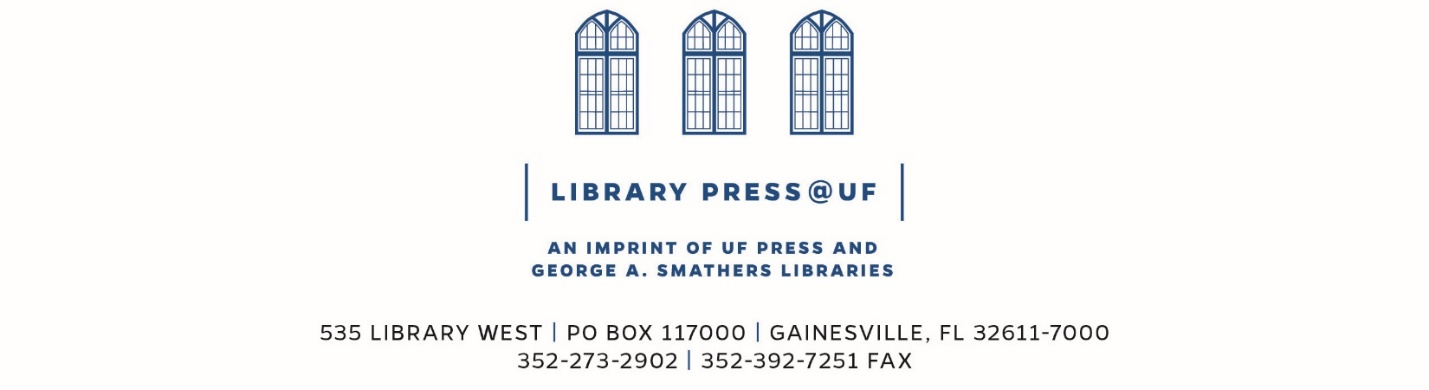 LIBRARY PRESS@UF
AN IMPRINT OF UF PRESS AND
GEORGE A. SMATHERS LIBRARIES
535 LIBRARY WEST | PO BOX 117000 | GAINESVILLE, FL 32611-7000
352-273-2902 | 352-392-7251 FAX